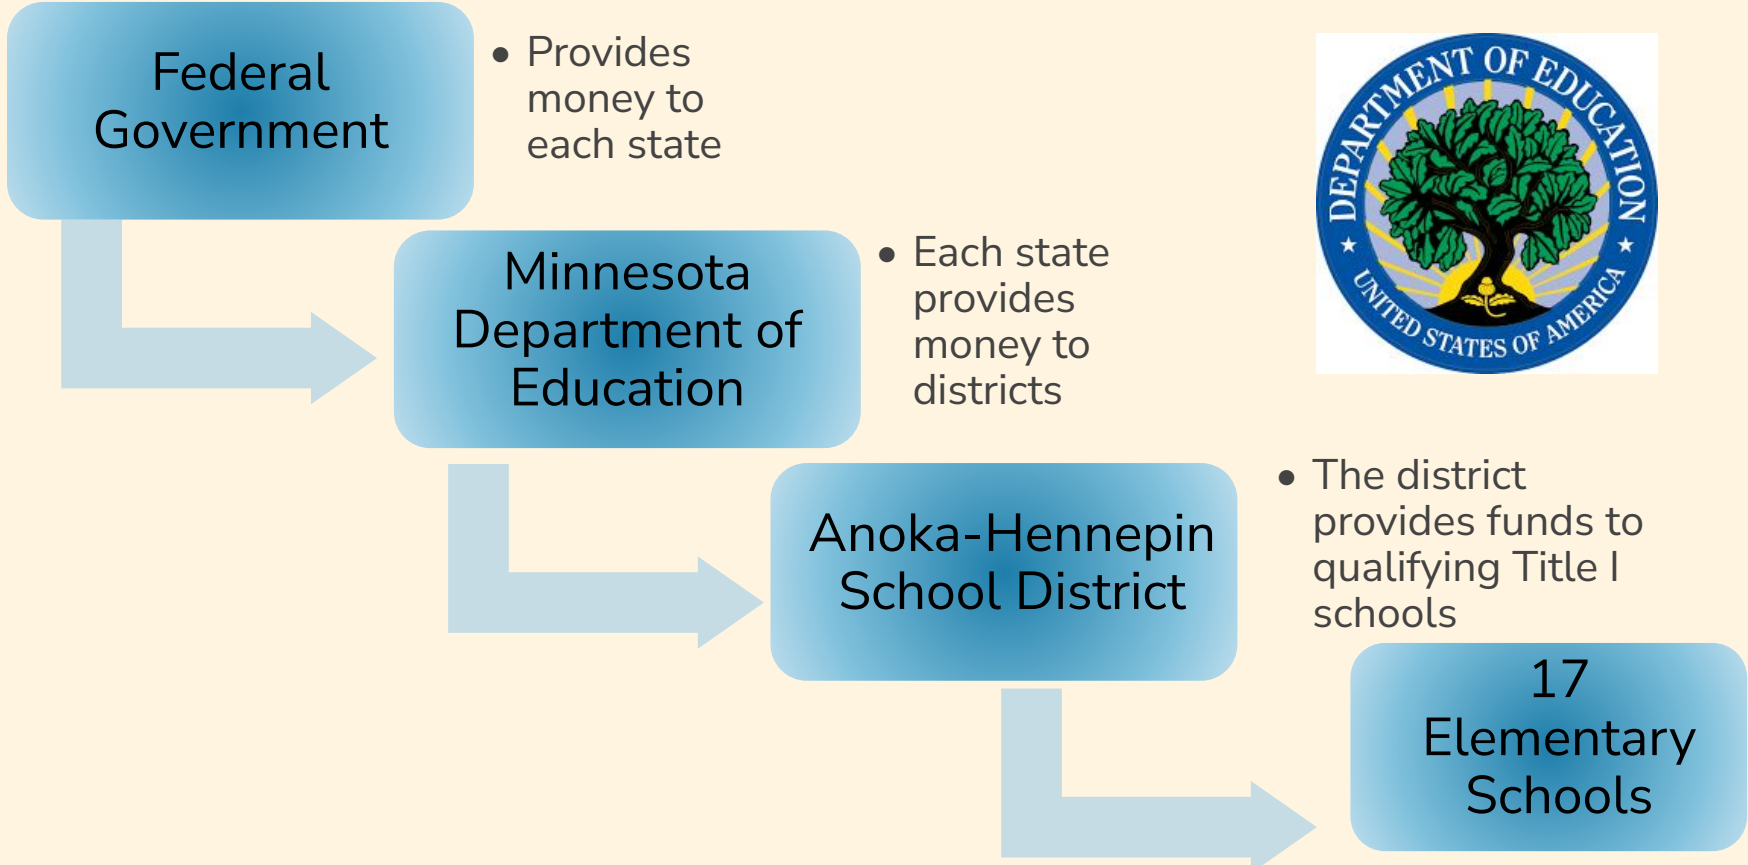 Federal
Government
• Provides
money to
each state
Minnesota
Department of
Education
• Each state
provides
money to
districts
DEPARTMENT OF EDUCATION
★ UNITED STATES OF AMERICA ★
Anoka-Hennepin
School District
• The district
provides funds to
qualifying Title I
schools
17
Elementary
Schools